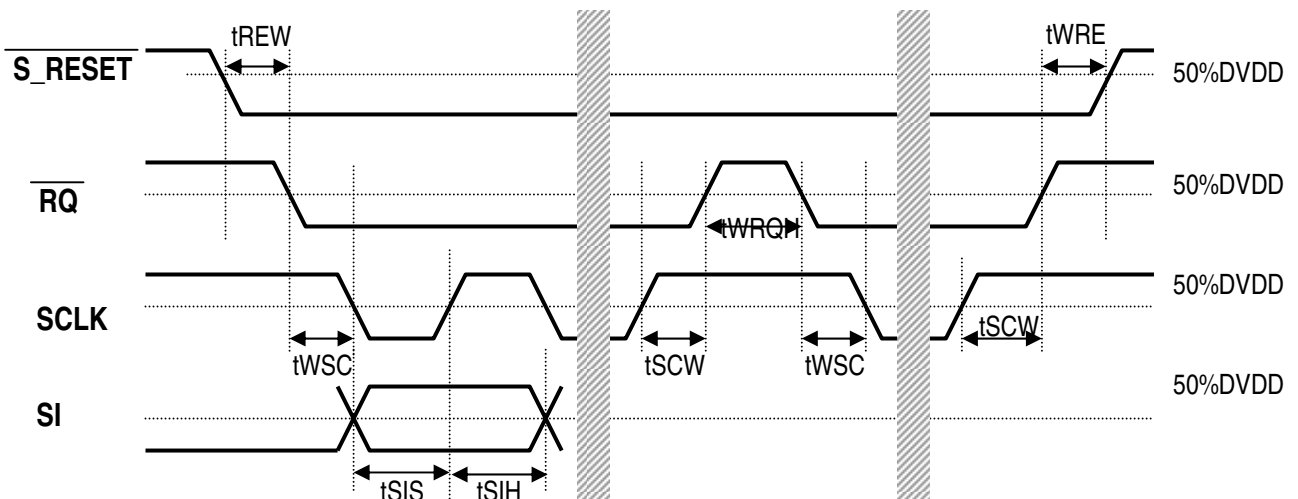 tREW
tWRE
S_RESET
50%DVDD
RQ
50%DVDD
tWRQH
SCLK
50%DVDD
tWSC
tSCW
tWSC
tSCW
SI
50%DVDD
tSIS
tSIH